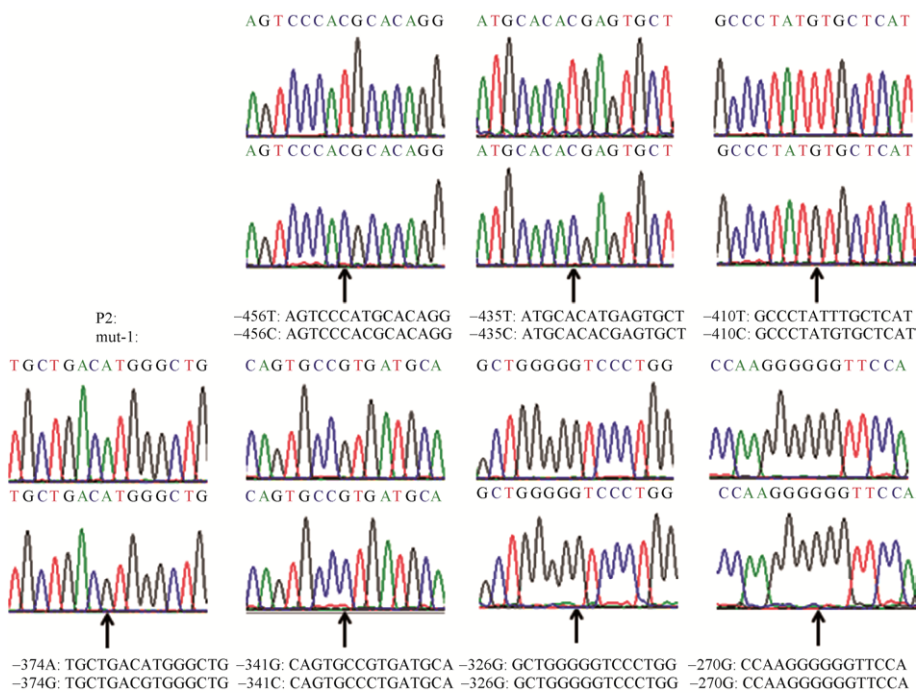 AGTCCCACGCACAGG ATGCACACGAGTGCT GCCCTATGTGCTCAT
AGTCCCACGCACAGG ATGCACACGAGTGCT GCCCTATGTGCTCAT
P2: −456T: AGTCCCATGCACAGG −435T: ATGCACATGAGTGCT −410T: GCCCTATTTGCTCAT
mut-1: −456C: AGTCCCACGCACAGG −435C: ATGCACACGAGTGCT −410C: GCCCTATGTGCTCAT
TGCTGACATGGGCTG CAGTGCCGTGATGCA GCTGGGGGTCCCTGG CCAAGGGGGGTTCCA
TGCTGACATGGGCTG CAGTGCCGTGATGCA GCTGGGGGTCCCTGG CCAAGGGGGGTTCCA
−374A: TGCTGACATGGGCTG −341G: CAGTGCCGTGATGCA −326G: GCTGGGGGTCCCTGG −270G: CCAAGGGGGGTTCCA
−374G: TGCTGACGTGGGCTG −341C: CAGTGCCCTGATGCA −326G: GCTGGGGGTCCCTGG −270G: CCAAGGGGGGTTCCA